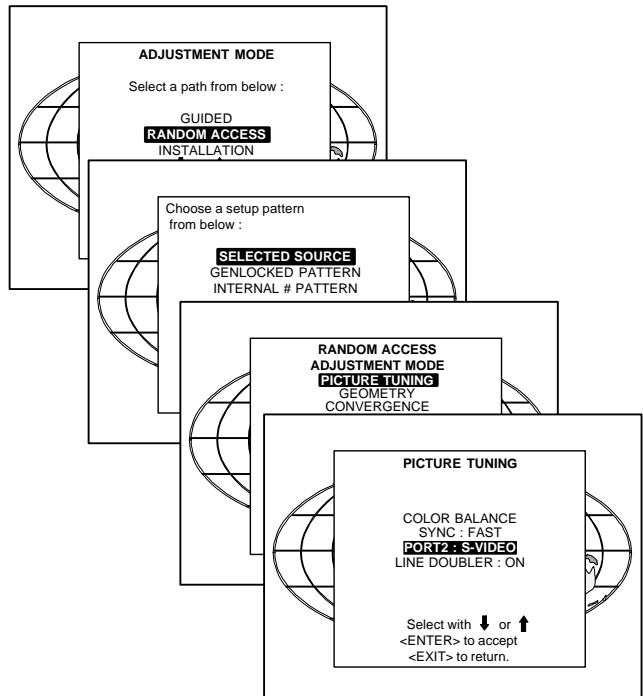 ADJUSTMENT MODE
Select a path from below :
GUIDED
RANDOM ACCESS
INSTALLATION
Choose a setup pattern
from below :
SELECTED SOURCE
GENLOCKED PATTERN
INTERNAL # PATTERN
RANDOM ACCESS
ADJUSTMENT MODE
PICTURE TUNING
GEOMETRY
CONVERGENCE
PICTURE TUNING
COLOR BALANCE
SYNC : FAST
PORT2 : S-VIDEO
LINE DOUBLER : ON
Select with ⬇ or ⬆
<ENTER> to accept
<EXIT> to return.